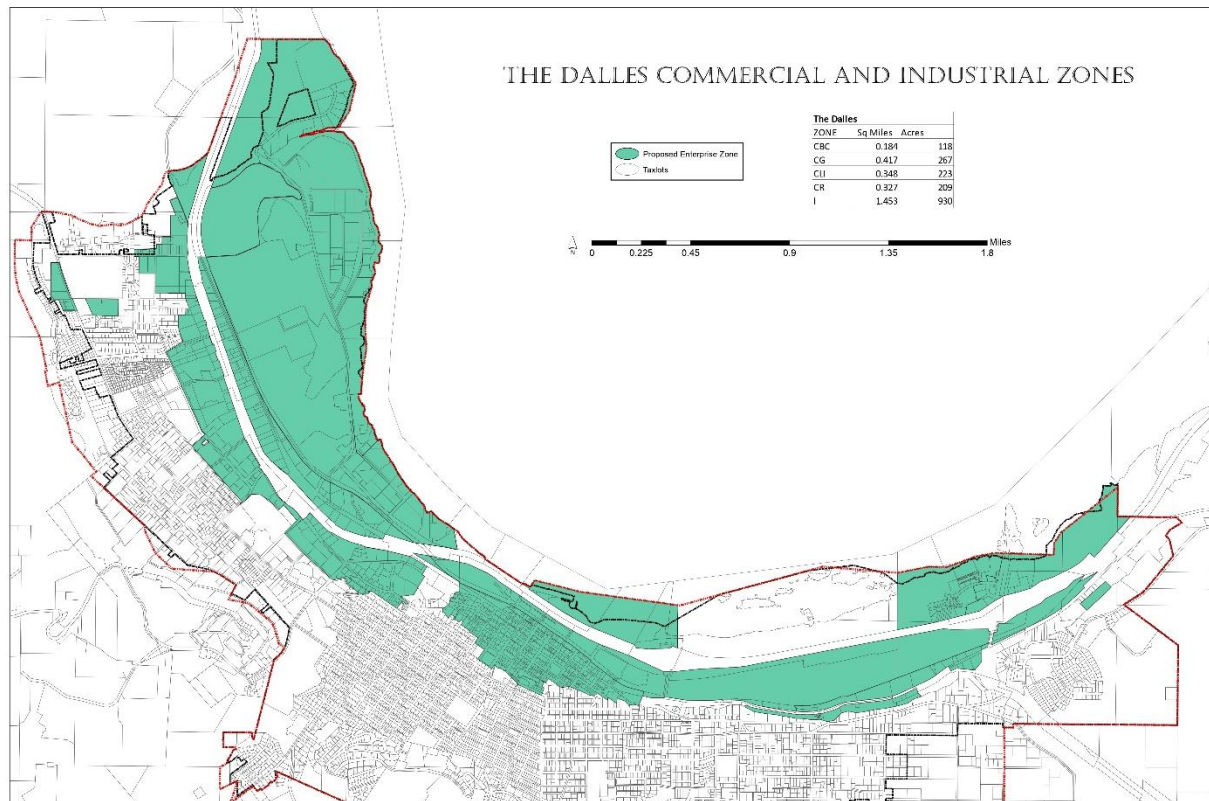 THE DALLES COMMERCIAL AND INDUSTRIAL ZONES
The Dalles
ZONE Sq Miles Acres
CBC 0.184 118
CG 0.417 267
CLI 0.348 223
CR 0.327 209
I 1.453 930
Proposed Enterprise Zone
Taxlots
N
Miles
0 0.225 0.45 0.9 1.35 1.8